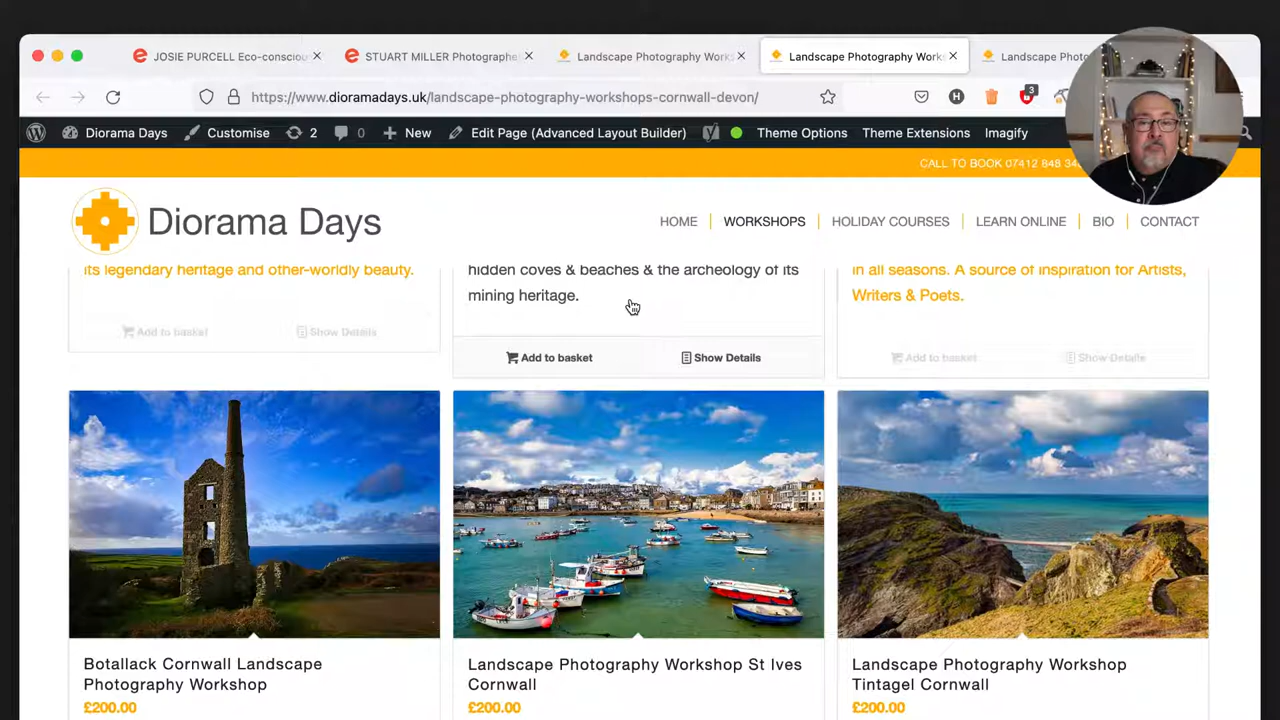 JOSIE PURCELL Eco-consciou
STUART MILLER Photographe
Landscape Photography Works
Landscape Photography Works
Landscape Photo
https://www.dioramadays.uk/landscape-photography-workshops-cornwall-devon/
H
3
Diorama Days
Customise
2
0
New
Edit Page (Advanced Layout Builder)
Theme Options
Theme Extensions
Imagify
CALL TO BOOK 07412 848 34
Diorama Days
HOME
WORKSHOPS
HOLIDAY COURSES
LEARN ONLINE
BIO
CONTACT
its legendary heritage and other-worldly beauty.
hidden coves & beaches & the archeology of its
mining heritage.
in all seasons. A source of inspiration for Artists,
Writers & Poets.
Add to basket
Show Details
Add to basket
Show Details
Add to basket
Show Details
Botallack Cornwall Landscape
Photography Workshop
£200.00
Landscape Photography Workshop St Ives
Cornwall
£200.00
Landscape Photography Workshop
Tintagel Cornwall
£200.00